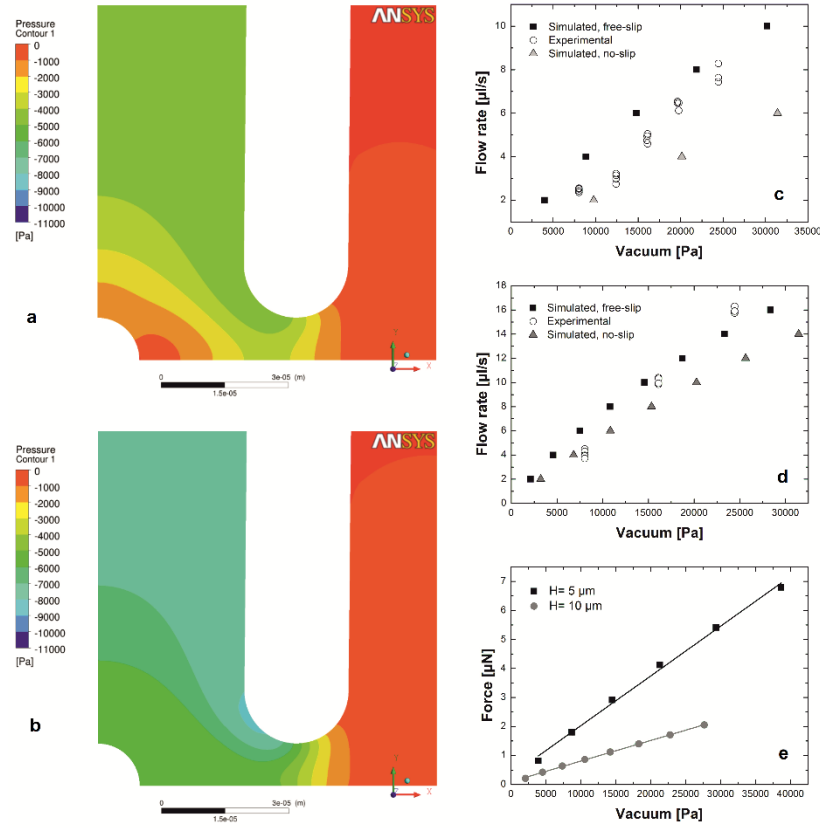 Pressure
Contour 1
0
-1000
-2000
-3000
-4000
-5000
-6000
-7000
-8000
-9000
-10000
-11000
[Pa]
a
ANSYS
Y
Z
X
0
3e-05 (m)
1.5e-05
Pressure
Contour 1
0
-1000
-2000
-3000
-4000
-5000
-6000
-7000
-8000
-9000
-10000
-11000
[Pa]
b
ANSYS
Y
Z
X
0
3e-05 (m)
1.5e-05
Flow rate [µl/s]
10
8
6
4
2
Simulated, free-slip
Experimental
Simulated, no-slip
c
0 5000 10000 15000 20000 25000 30000 35000
Vacuum [Pa]
Flow rate [µl/s]
18
16
14
12
10
8
6
4
2
0
Simulated, free-slip
Experimental
Simulated, no-slip
d
5000 10000 15000 20000 25000 30000
Vacuum [Pa]
Force [µN]
7
6
5
4
3
2
1
0
H= 5 µm
H= 10 µm
e
5000 10000 15000 20000 25000 30000 35000 40000
Vacuum [Pa]